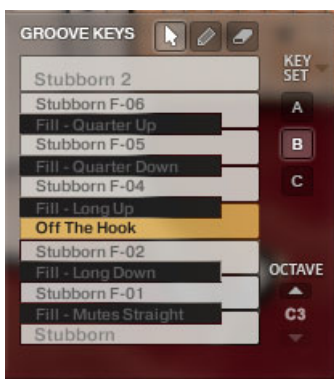 GROOVE KEYS
KEY
SET
Stubborn 2
Stubborn F-06
A
Fill - Quarter Up
Stubborn F-05
B
Fill - Quarter Down
Stubborn F-04
C
Fill - Long Up
Off The Hook
Stubborn F-02
Fill - Long Down
OCTAVE
Stubborn F-01
Fill - Mutes Straight
C3
Stubborn